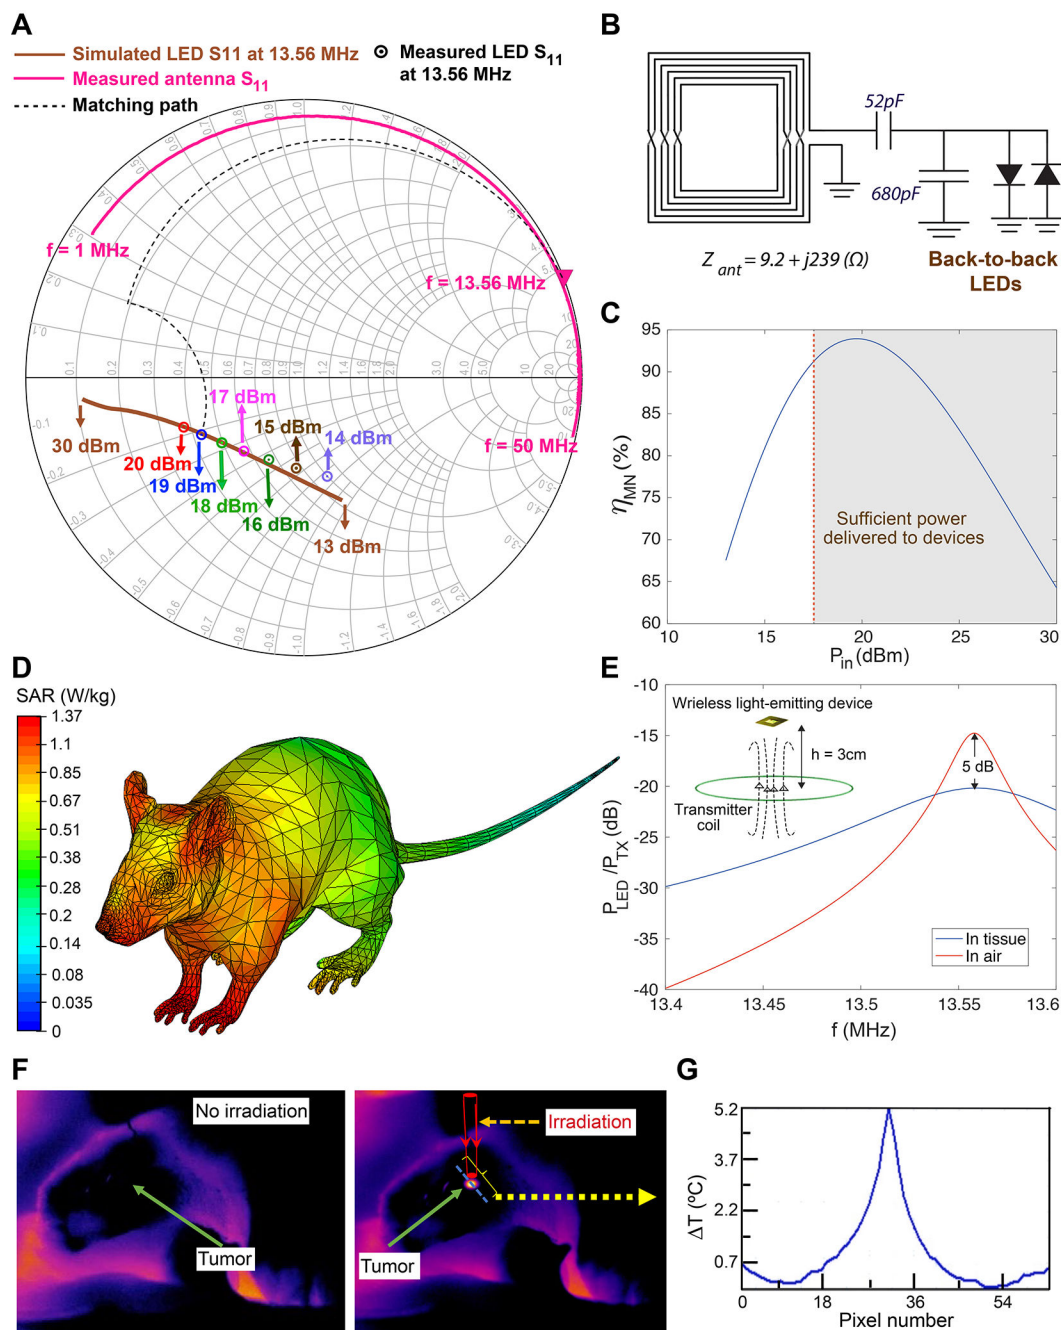 A
Simulated LED S11 at 13.56 MHz
Measured antenna S11
Matching path
Measured LED S11
at 13.56 MHz
f = 1 MHz
f = 13.56 MHz
f = 50 MHz
17 dBm
15 dBm
14 dBm
30 dBm
20 dBm
19 dBm
18 dBm
16 dBm
13 dBm
B
52pF
680pF
Z ant = 9.2 + j239 (Ω)
Back-to-back
LEDs
C
95
90
85
80
75
70
65
60
10 15 20 25 30
ηMN (%)
Pin (dBm)
Sufficient power
delivered to devices
D
SAR (W/kg)
1.37
1.1
0.85
0.67
0.51
0.38
0.28
0.2
0.14
0.08
0.035
0
E
-10
-15
-20
-25
-30
-35
-40
13.4 13.45 13.5 13.55 13.6
PLED/PTX (dB)
f (MHz)
Wrieless light-emitting device
h = 3cm
Transmitter
coil
5 dB
In tissue
In air
F
No irradiation
Tumor
Irradiation
Tumor
G
5.2
3.7
2.2
0.7
0 18 36 54
ΔT (ºC)
Pixel number